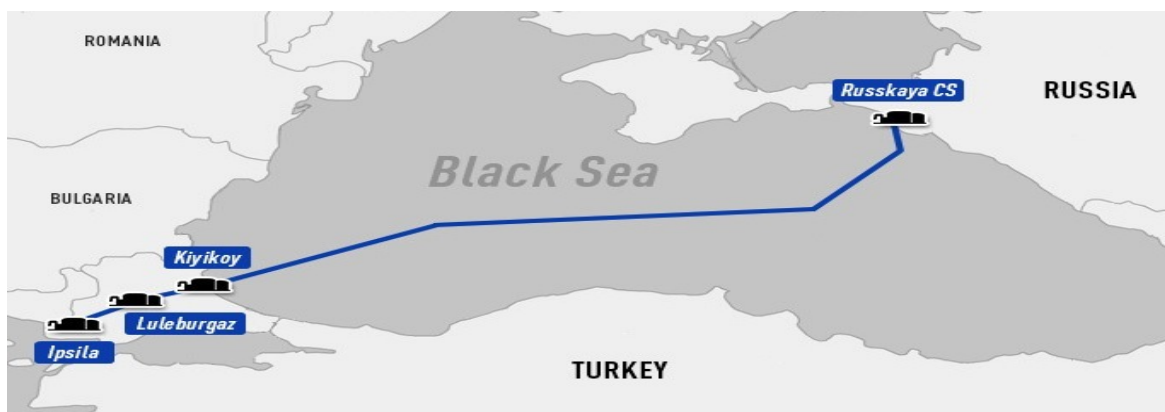 ROMANIA
Russkaya CS
RUSSIA
Black Sea
BULGARIA
Kiyikoy
Luleburgaz
Ipsila
TURKEY